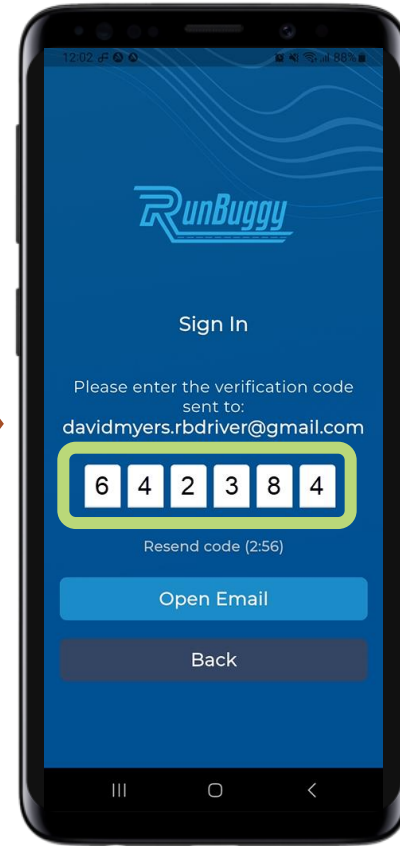 12:02
88%
RunBuggy
Sign In
Please enter the verification code
sent to:
davidmyers.rbdriver@gmail.com
6 4 2 3 8 4
Resend code (2:56)
Open Email
Back